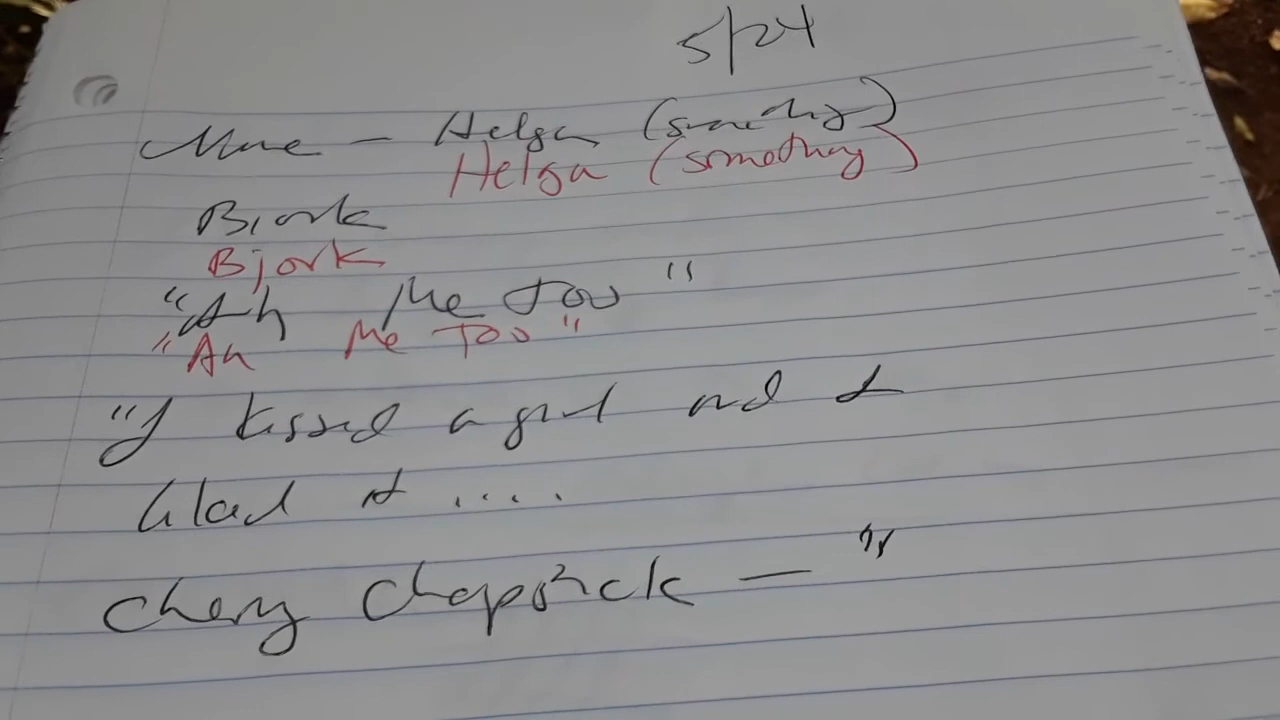 5/24
Mne - Helga (something)
Helga (something)
Bjork
Bjork
"Ah Me Too"
"Ah Me Too"
"I kissed a girl and I
liked it ....
cherry chapstick — "